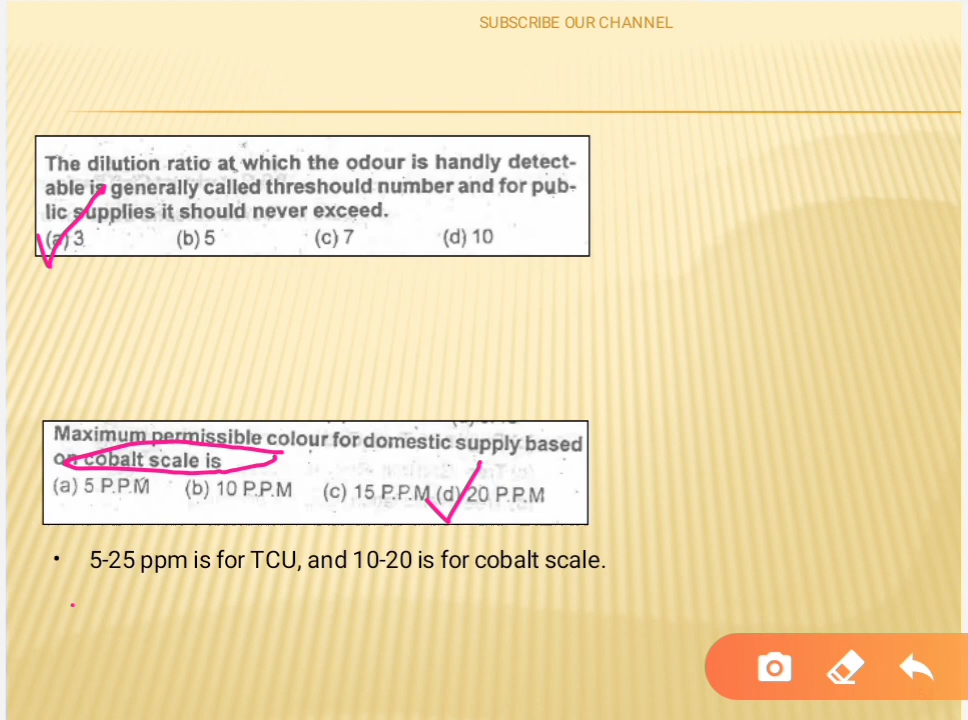 SUBSCRIBE OUR CHANNEL
The dilution ratio at which the odour is handly detect-
able is generally called threshould number and for pub-
lic supplies it should never exceed.
(a) 3 (b) 5 (c) 7 (d) 10
Maximum permissible colour for domestic supply based
on cobalt scale is
(a) 5 P.P.M (b) 10 P.P.M (c) 15 P.P.M (d) 20 P.P.M
• 5-25 ppm is for TCU, and 10-20 is for cobalt scale.